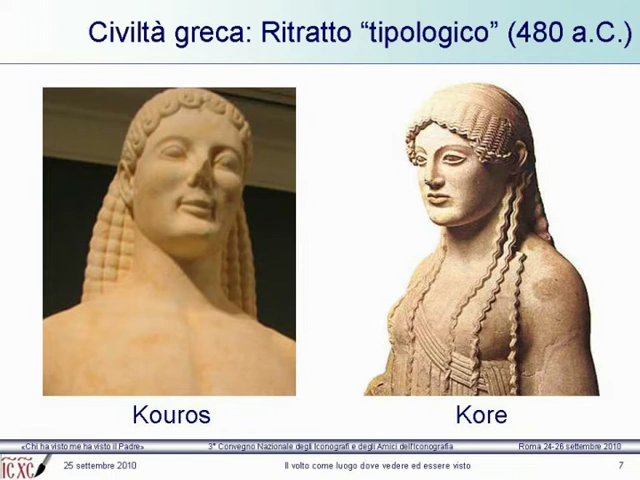 Civiltà greca: Ritratto “tipologico” (480 a.C.)
Kouros
Kore
«Chi ha visto me ha visto il Padre»
3° Convegno Nazionale degli Iconografi e degli Amici dell'Iconografia
Roma 24-26 settembre 2010
IC XC
25 settembre 2010
Il volto come luogo dove vedere ed essere visto
7